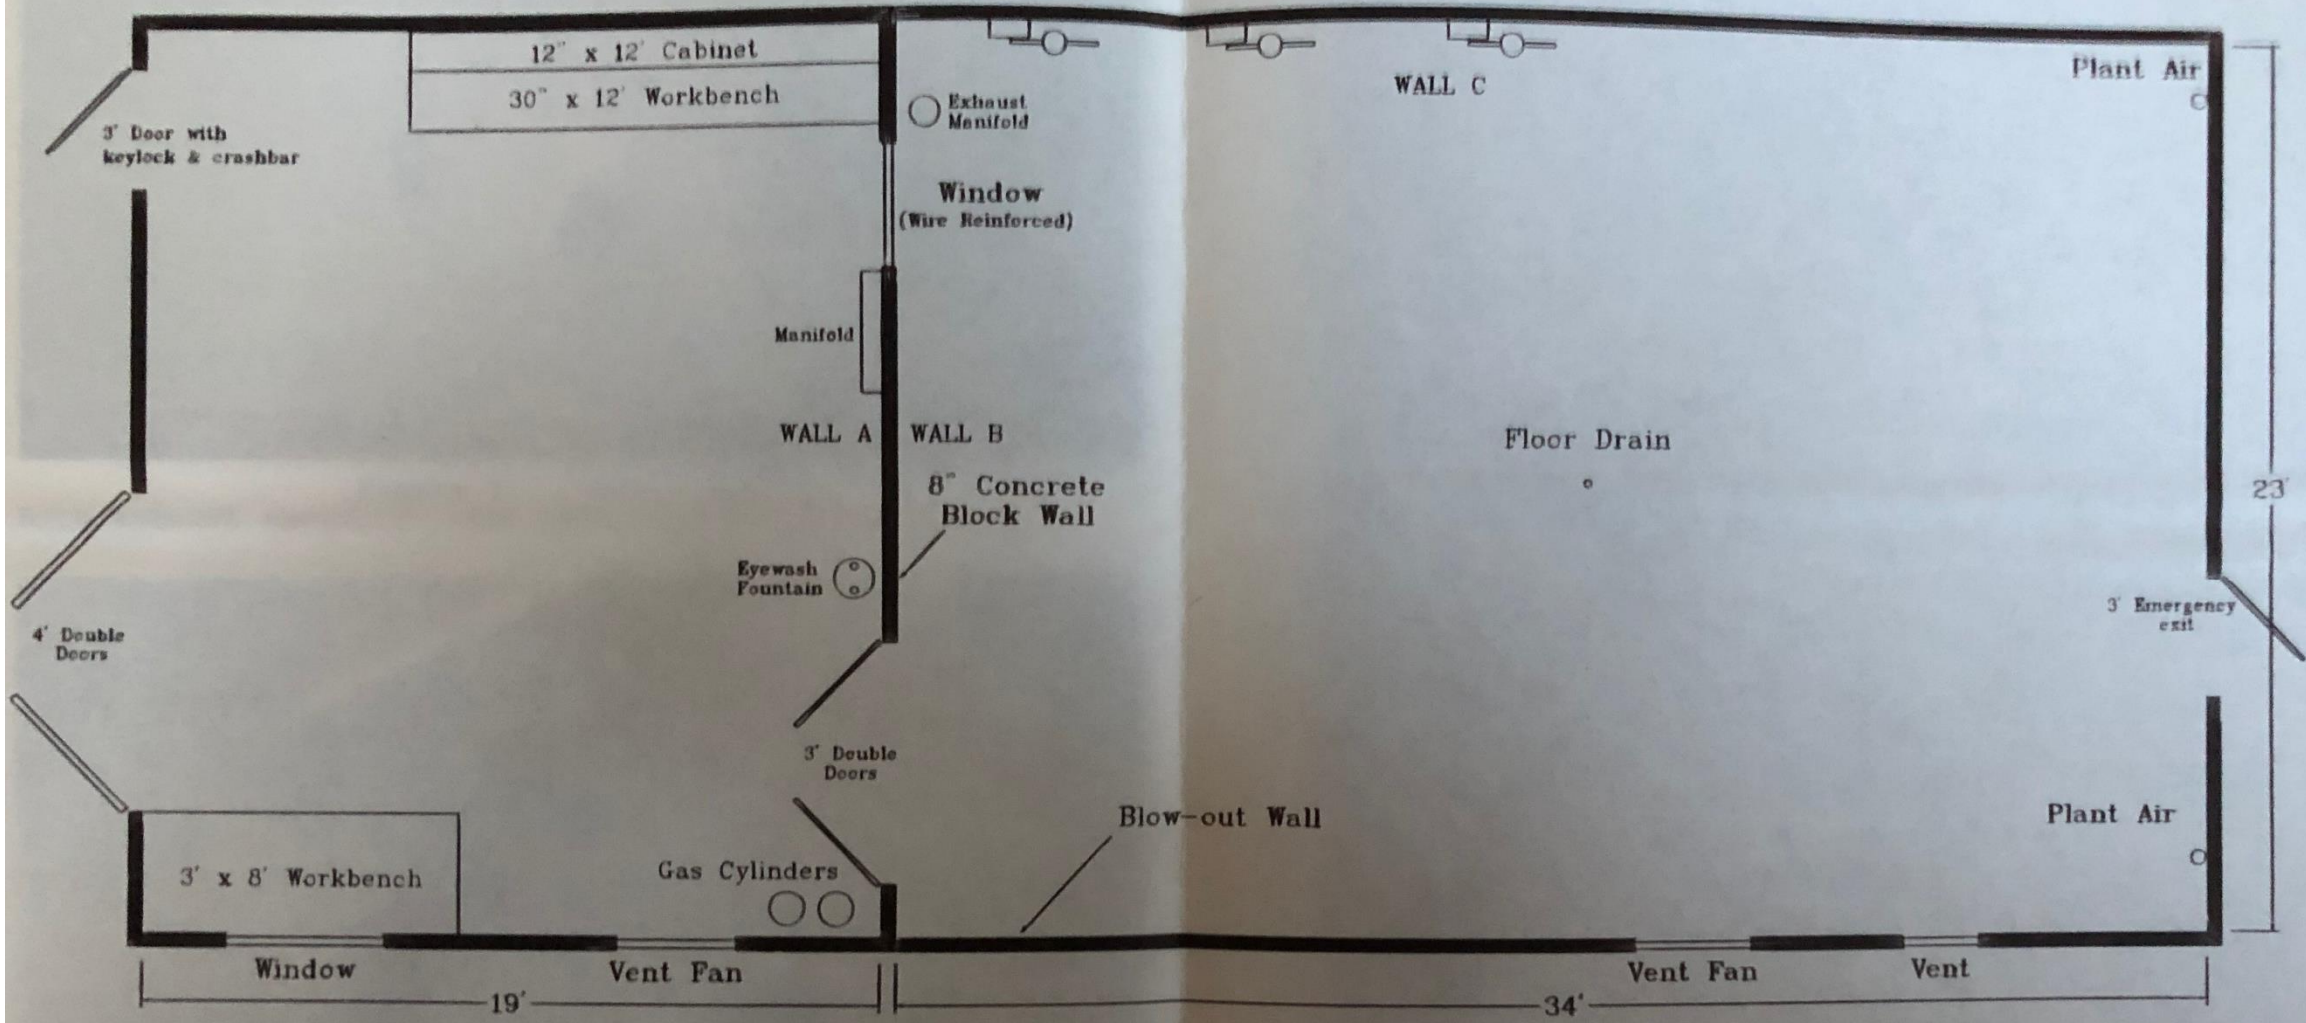 12" x 12' Cabinet
30" x 12' Workbench
3' Door with
keylock & crashbar
Exhaust
Manifold
WALL C
Plant Air
Window
(Wire Reinforced)
Manifold
WALL A
WALL B
8" Concrete
Block Wall
Floor Drain
23'
Eyewash
Fountain
3' Emergency
exit
4' Double
Doors
3' Double
Doors
Blow-out Wall
Plant Air
3' x 8' Workbench
Gas Cylinders
Window
Vent Fan
Vent Fan
Vent
19'
34'